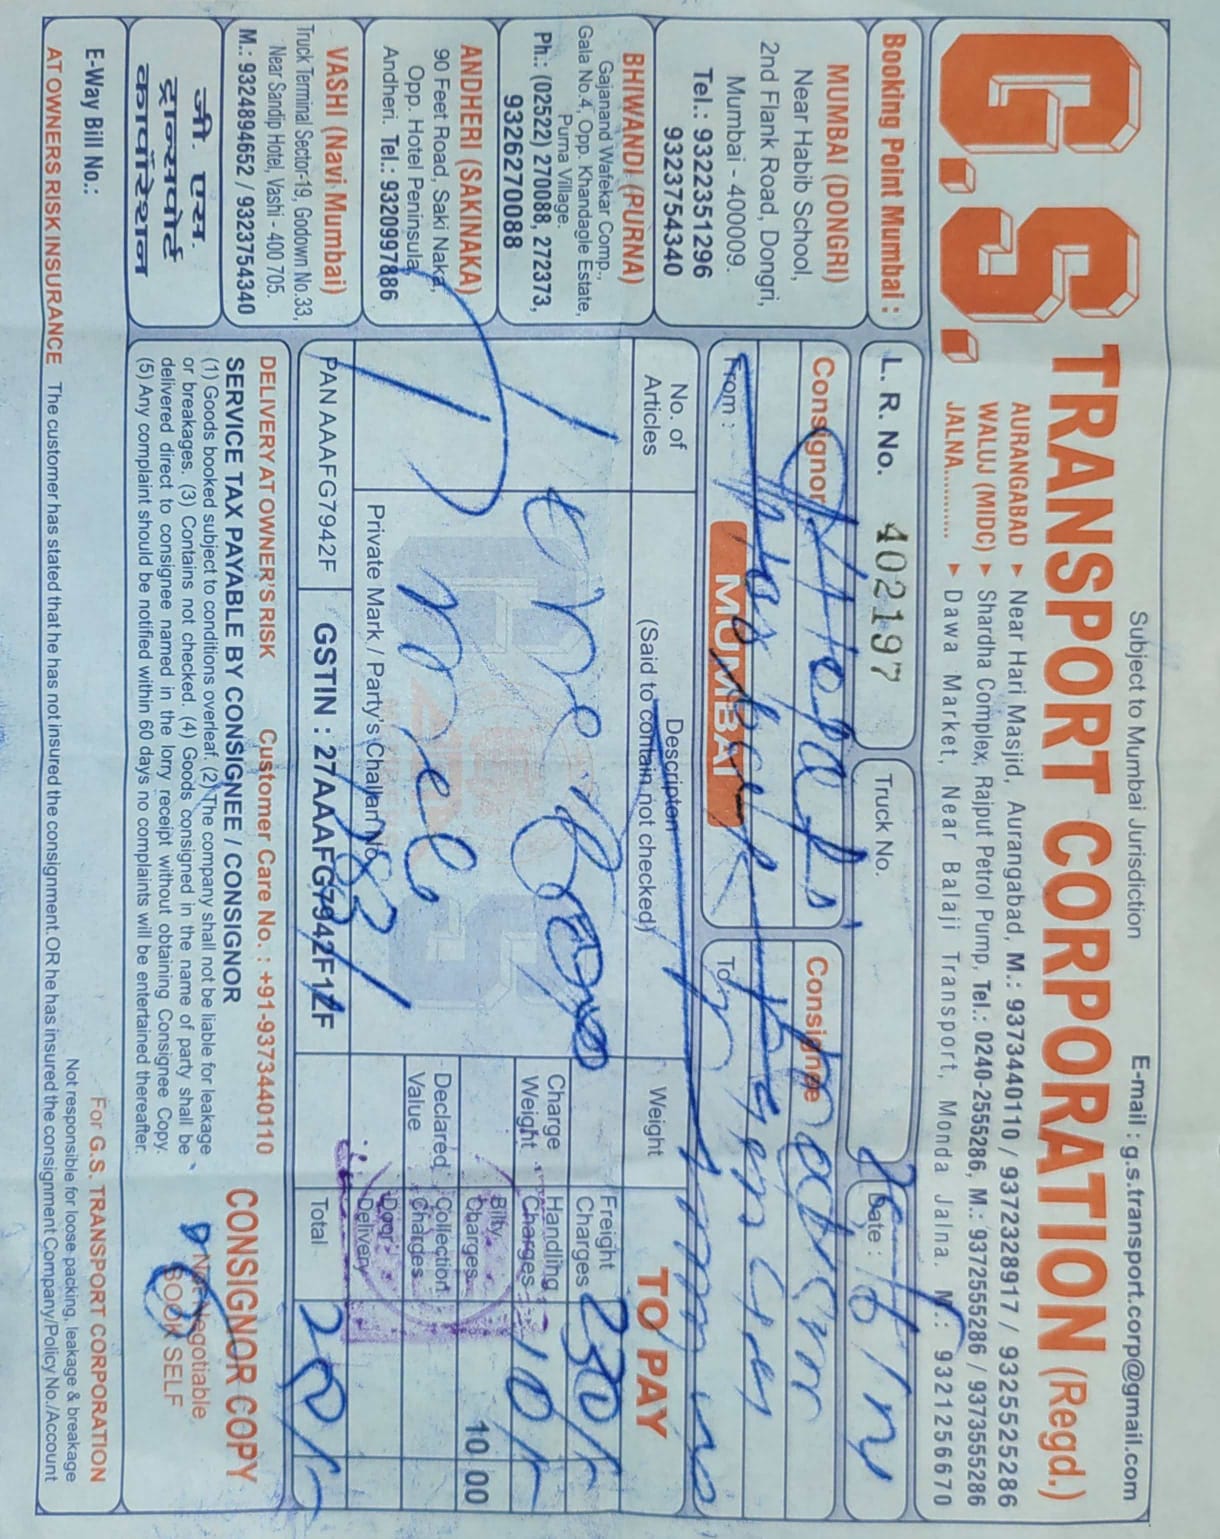 Subject to Mumbai Jurisdiction
E-mail : g.s.transport.corp@gmail.com
G.S. TRANSPORT CORPORATION (Regd.)
AURANGABAD ► Near Hari Masjid, Aurangabad, M.: 9373440110 / 9372328917 / 9325525286
WALUJ (MIDC) ► Shardha Complex, Rajput Petrol Pump, Tel.: 0240-2555286, M.: 9372555286 / 9373555286
JALNA........... ► Dawa Market, Near Balaji Transport, Monda Jalna. M.: 9321256670
Booking Point Mumbai :
MUMBAI (DONGRI)
Near Habib School,
2nd Flank Road, Dongri,
Mumbai - 400009.
Tel.: 9322351296
9323754340
BHIWANDI (PURNA)
Gajanand Wafekar Comp.,
Gala No.4, Opp. Khandagle Estate,
Purna Village.
Ph.: (02522) 270088, 272373,
9326270088
ANDHERI (SAKINAKA)
90 Feet Road, Saki Naka,
Opp. Hotel Peninsula,
Andheri. Tel.: 9320997886
VASHI (Navi Mumbai)
Truck Terminal Sector-19, Godown No.33,
Near Sandip Hotel, Vashi - 400 705.
M.: 9324894652 / 9323754340
जी. एस.
ट्रान्सपोर्ट
कार्पोरेशन
L. R. No. 402197
Truck No.
Date :
Consignor
Consignee
From : MUMBAI
To
No. of Articles
Description
(Said to contain not checked)
Weight
TO PAY
one Box
Freight Charges 230/-
Charge Weight
Handling Charges 10/-
Bilty Charges 10.00
Declared Value
Collection Charges
Door Delivery
Private Mark / Party's Challan No.
Total
PAN AAAFG7942F
GSTIN : 27AAAFG7942F1ZF
DELIVERY AT OWNER'S RISK
Customer Care No. : +91-9373440110
SERVICE TAX PAYABLE BY CONSIGNEE / CONSIGNOR
(1) Goods booked subject to conditions overleaf. (2) The company shall not be liable for leakage
or breakages. (3) Contains not checked. (4) Goods consigned in the name of party shall be
delivered direct to consignee named in the lorry receipt without obtaining Consignee Copy.
(5) Any complaint should be notified within 60 days no complaints will be entertained thereafter.
CONSIGNOR COPY
Not Negotiable
BOOK SELF
E-Way Bill No.:
For G.S. TRANSPORT CORPORATION
Not responsible for loose packing, leakage & breakage
AT OWNERS RISK INSURANCE The customer has stated that he has not insured the consignment OR he has insured the consignment Company/Policy No./Account